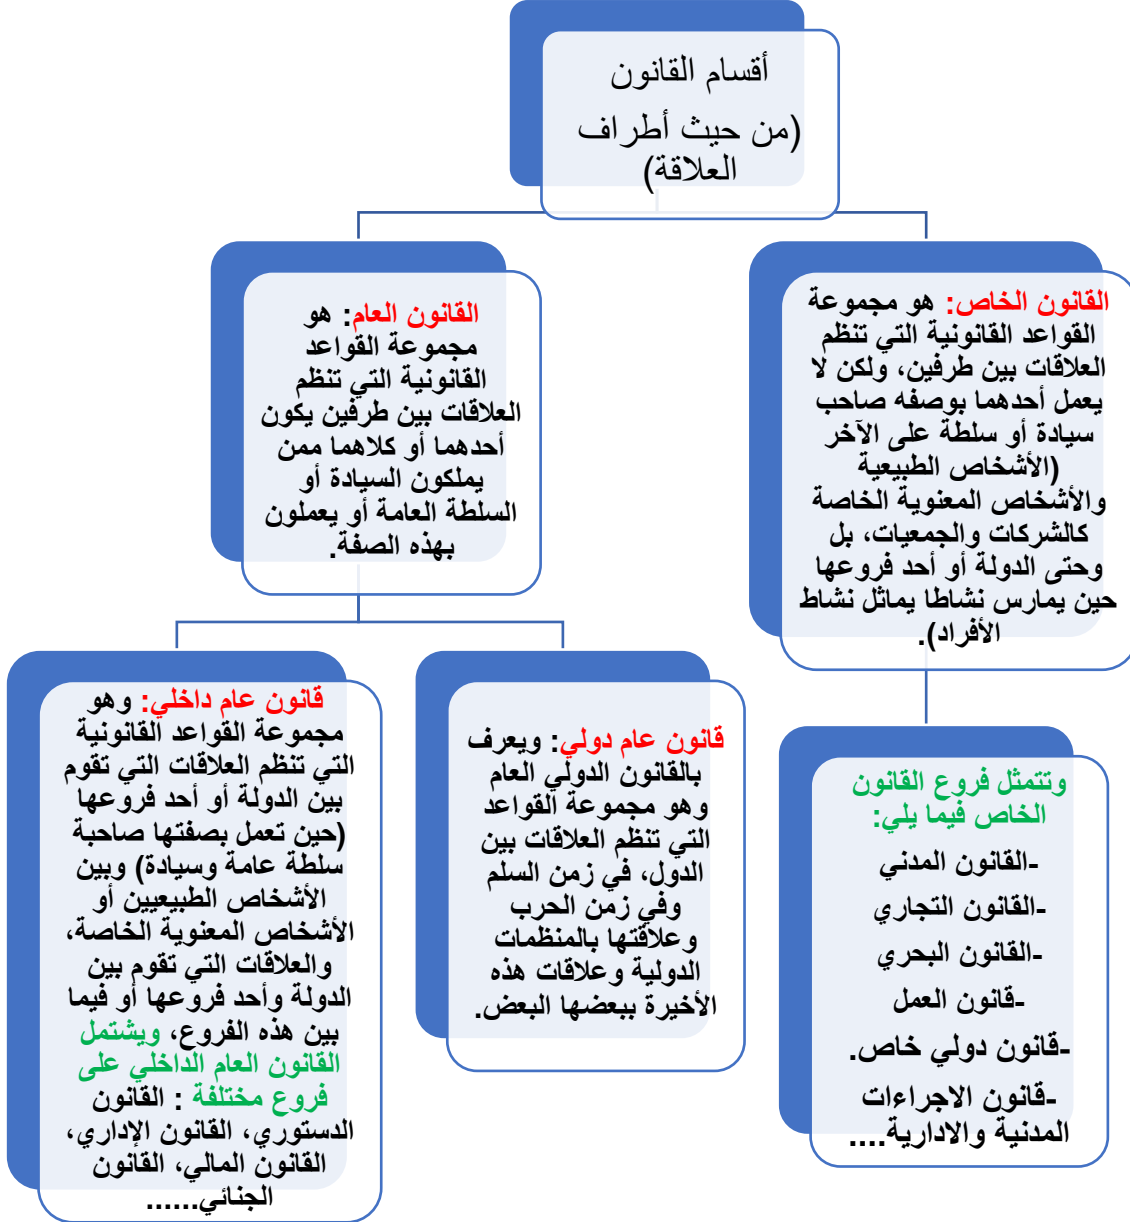 أقسام القانون
(من حيث أطراف
العلاقة)
القانون الخاص: هو مجموعة
القواعد القانونية التي تنظم
العلاقات بين طرفين، ولكن لا
يعمل أحدهما بوصفه صاحب
سيادة أو سلطة على الآخر
(الأشخاص الطبيعية
والأشخاص المعنوية الخاصة
كالشركات والجمعيات، بل
وحتى الدولة أو أحد فروعها
حين يمارس نشاطا يماثل نشاط
الأفراد).
القانون العام: هو
مجموعة القواعد
القانونية التي تنظم
العلاقات بين طرفين يكون
أحدهما أو كلاهما ممن
يملكون السيادة أو
السلطة العامة أو يعملون
بهذه الصفة.
وتتمثل فروع القانون
الخاص فيما يلي:
-القانون المدني
-القانون التجاري
-القانون البحري
-قانون العمل
-قانون دولي خاص.
-قانون الاجراءات
المدنية والادارية....
قانون عام دولي: ويعرف
بالقانون الدولي العام
وهو مجموعة القواعد
التي تنظم العلاقات بين
الدول، في زمن السلم
وفي زمن الحرب
وعلاقتها بالمنظمات
الدولية وعلاقات هذه
الأخيرة ببعضها البعض.
قانون عام داخلي: وهو
مجموعة القواعد القانونية
التي تنظم العلاقات التي تقوم
بين الدولة أو أحد فروعها
(حين تعمل بصفتها صاحبة
سلطة عامة وسيادة) وبين
الأشخاص الطبيعيين أو
الأشخاص المعنوية الخاصة،
والعلاقات التي تقوم بين
الدولة وأحد فروعها أو فيما
بين هذه الفروع، ويشتمل
القانون العام الداخلي على
فروع مختلفة : القانون
الدستوري، القانون الإداري،
القانون المالي، القانون
الجنائي......